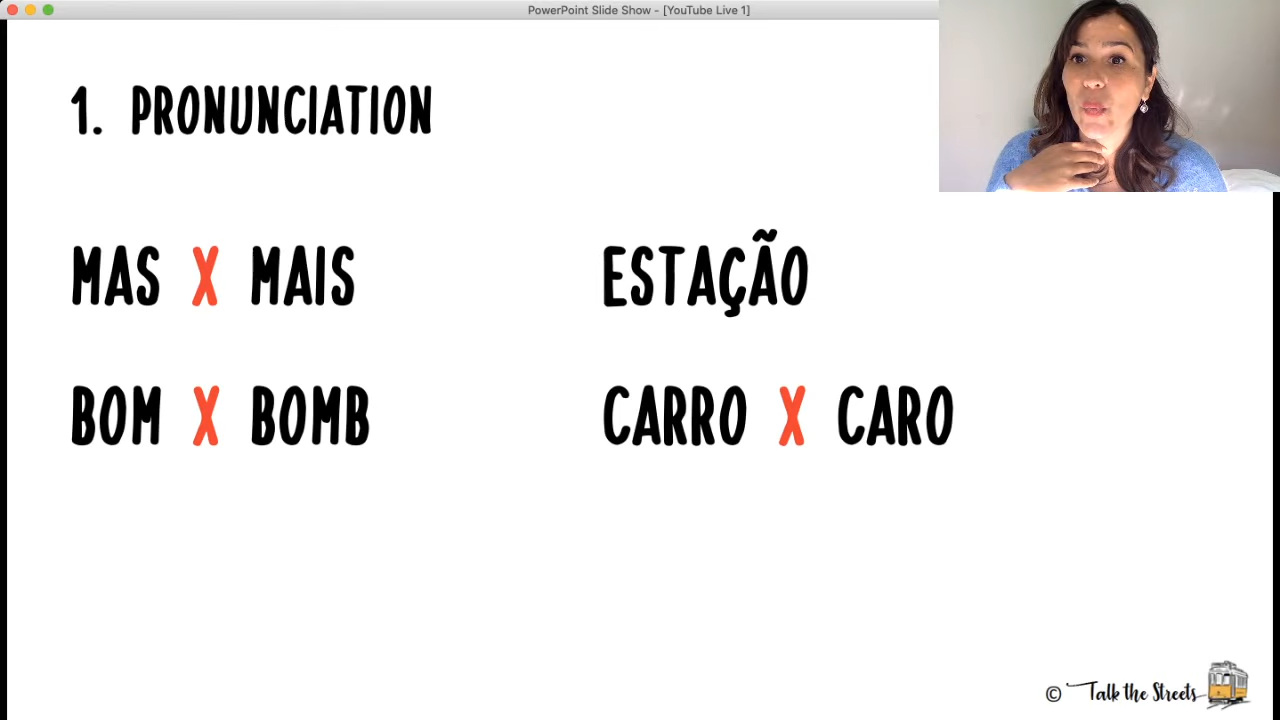 PowerPoint Slide Show - [YouTube Live 1]
1. PRONUNCIATION
MAS X MAIS
ESTAÇÃO
BOM X BOMB
CARRO X CARO
© Talk the Streets